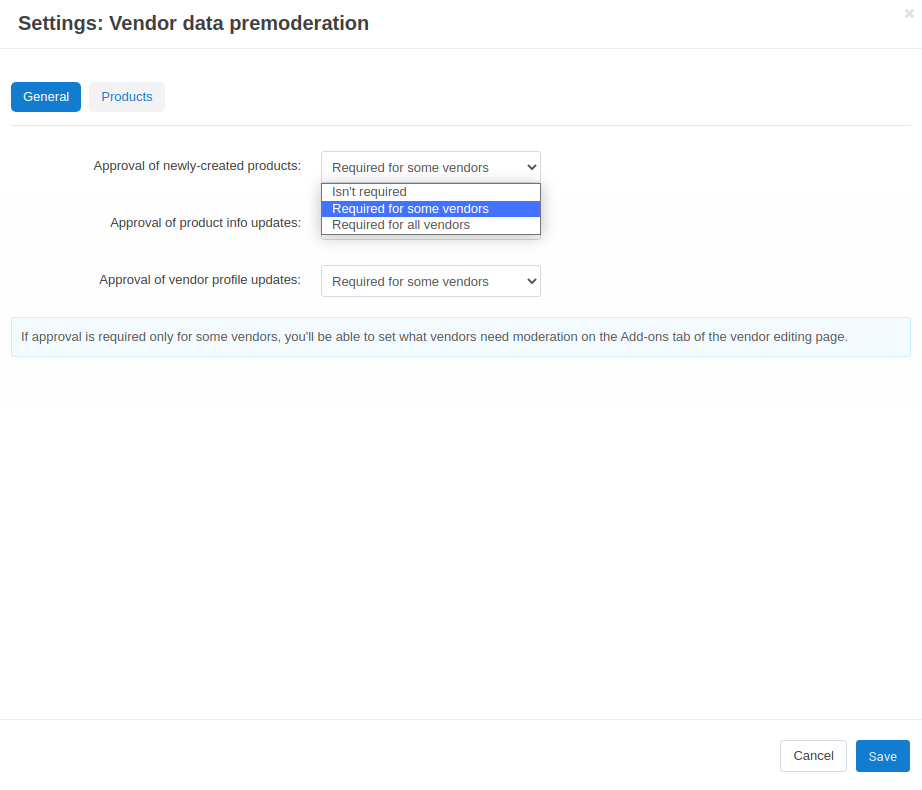 Settings: Vendor data premoderation
General Products
Approval of newly-created products: Required for some vendors
Isn't required
Required for some vendors
Approval of product info updates:
Required for all vendors
Approval of vendor profile updates: Required for some vendors
If approval is required only for some vendors, you'll be able to set what vendors need moderation on the Add-ons tab of the vendor editing page.
Cancel Save